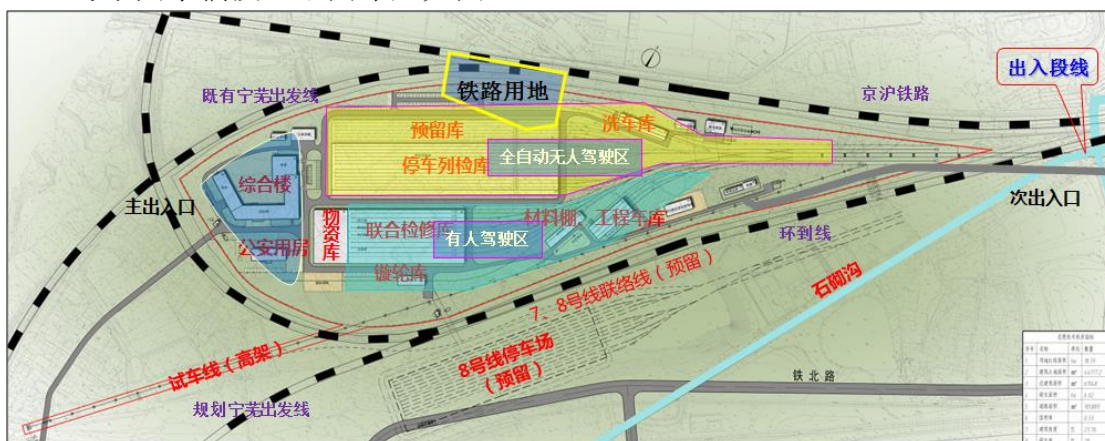 出入段线
铁路用地
既有宁芜出发线
京沪铁路
预留库
洗车库
停车列检库
全自动无人驾驶区
综合楼
主出入口
次出入口
物资库
联合检修库
材料棚、工程车库
有人驾驶区
环到线
公安用房
镟轮库
7、8号线联络线（预留）
石砌沟
试车线（高架）
8号线停车场
（预留）
铁北路
规划宁芜出发线